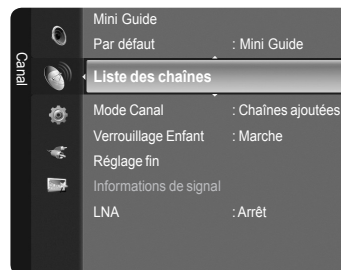 Canal
Mini Guide
Par défaut : Mini Guide
Liste des chaînes
Mode Canal : Chaînes ajoutées
Verrouillage Enfant : Marche
Réglage fin
Informations de signal
LNA : Arrêt